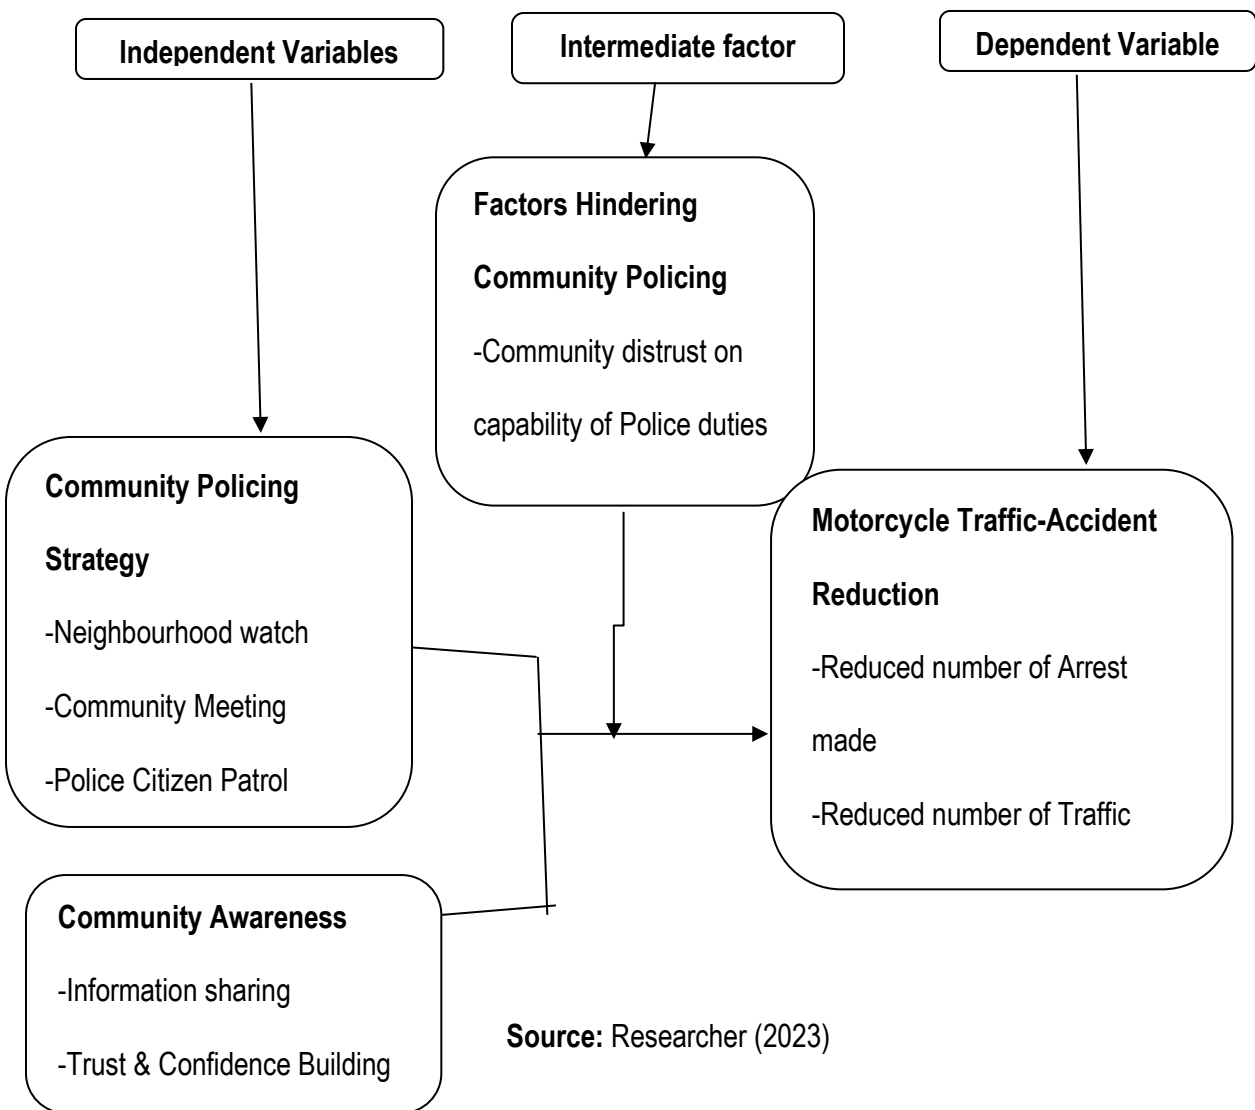 Independent Variables
Intermediate factor
Dependent Variable
Factors Hindering
Community Policing
-Community distrust on
capability of Police duties
Community Policing
Strategy
-Neighbourhood watch
-Community Meeting
-Police Citizen Patrol
Motorcycle Traffic-Accident
Reduction
-Reduced number of Arrest
made
-Reduced number of Traffic
Community Awareness
-Information sharing
-Trust & Confidence Building
Source: Researcher (2023)